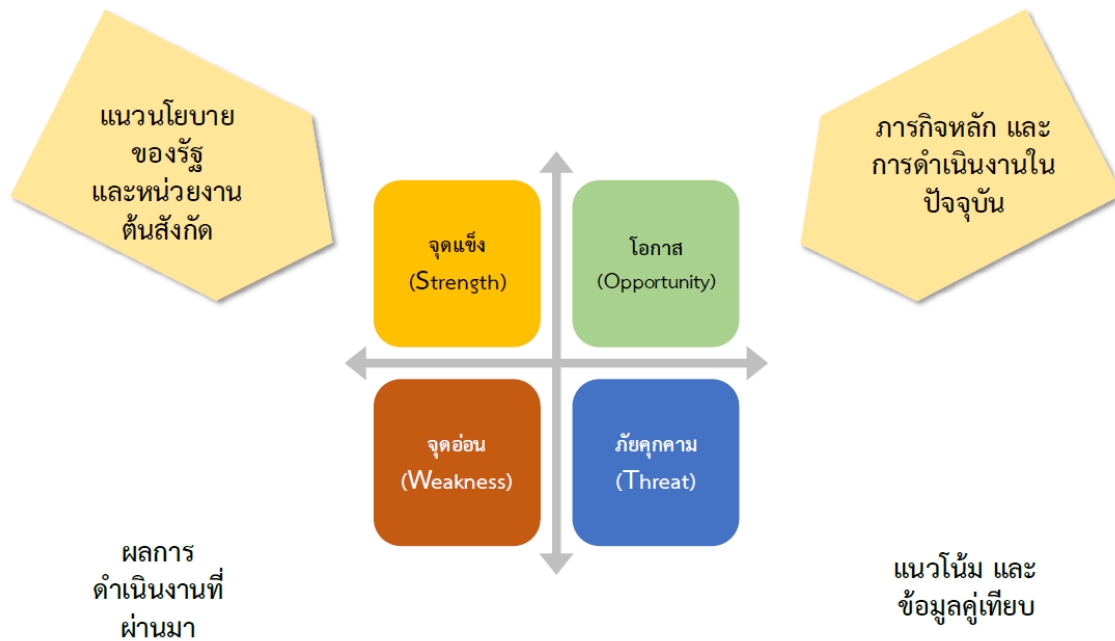 แนวนโยบาย
ของรัฐ
และหน่วยงาน
ต้นสังกัด
ภารกิจหลัก และ
การดำเนินงานใน
ปัจจุบัน
จุดแข็ง
(Strength)
โอกาส
(Opportunity)
จุดอ่อน
(Weakness)
ภัยคุกคาม
(Threat)
ผลการ
ดำเนินงานที่
ผ่านมา
แนวโน้ม และ
ข้อมูลคู่เทียบ